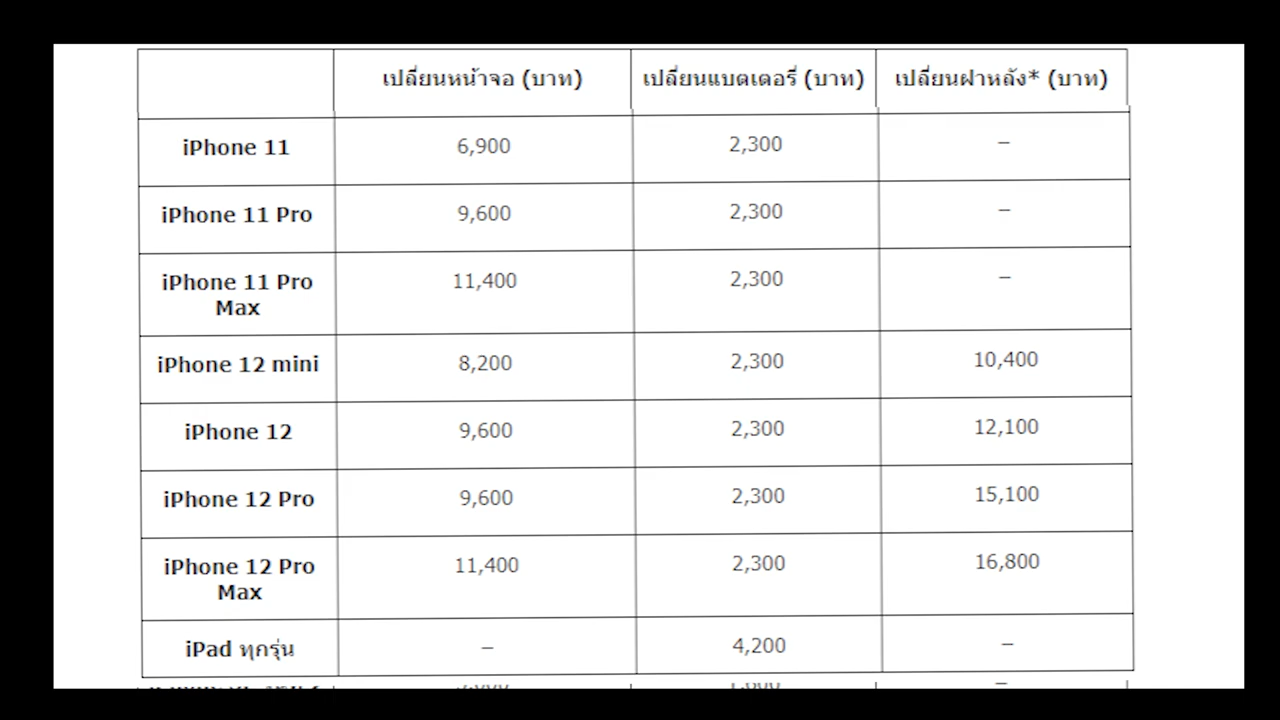 เปลี่ยนหน้าจอ (บาท) เปลี่ยนแบตเตอรี่ (บาท) เปลี่ยนฝาหลัง* (บาท)
iPhone 11 6,900 2,300 –
iPhone 11 Pro 9,600 2,300 –
iPhone 11 Pro 11,400 2,300 –
Max
iPhone 12 mini 8,200 2,300 10,400
iPhone 12 9,600 2,300 12,100
iPhone 12 Pro 9,600 2,300 15,100
iPhone 12 Pro 11,400 2,300 16,800
Max
iPad ทุกรุ่น – 4,200 –